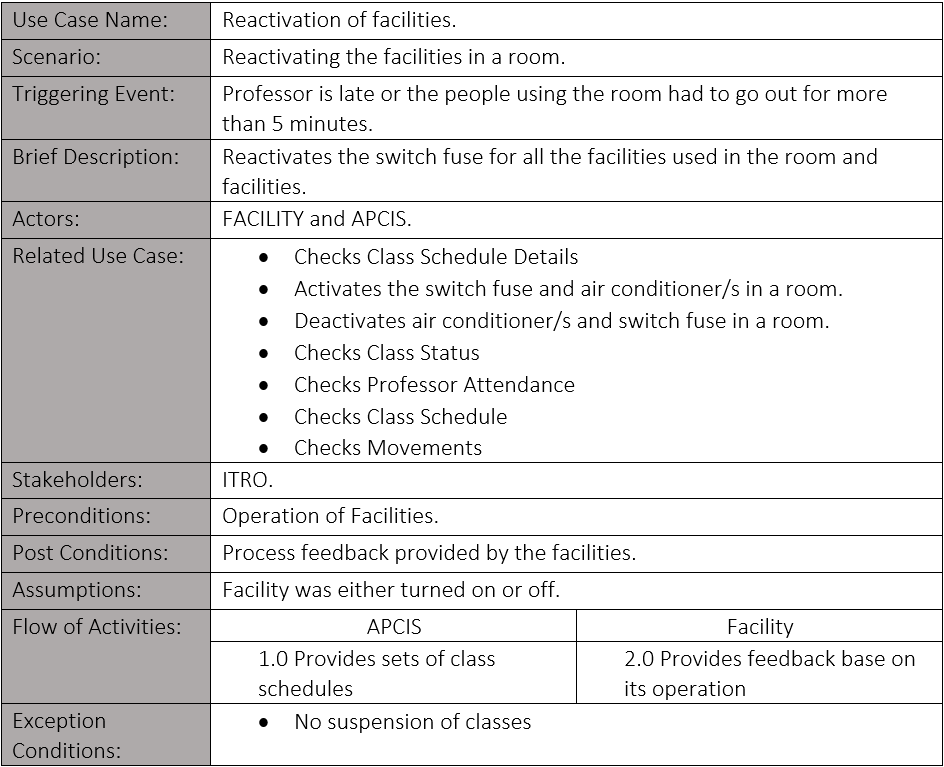 Use Case Name: Reactivation of facilities.
Scenario: Reactivating the facilities in a room.
Triggering Event: Professor is late or the people using the room had to go out for more
than 5 minutes.
Brief Description: Reactivates the switch fuse for all the facilities used in the room and
facilities.
Actors: FACILITY and APCIS.
Related Use Case: • Checks Class Schedule Details
• Activates the switch fuse and air conditioner/s in a room.
• Deactivates air conditioner/s and switch fuse in a room.
• Checks Class Status
• Checks Professor Attendance
• Checks Class Schedule
• Checks Movements
Stakeholders: ITRO.
Preconditions: Operation of Facilities.
Post Conditions: Process feedback provided by the facilities.
Assumptions: Facility was either turned on or off.
Flow of Activities: APCIS Facility
1.0 Provides sets of class
schedules
2.0 Provides feedback base on
its operation
Exception
Conditions:
• No suspension of classes